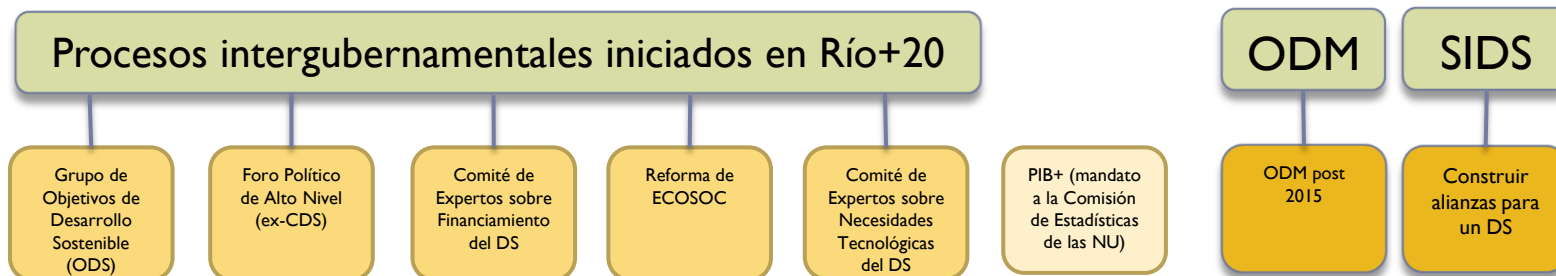 Procesos intergubernamentales iniciados en Río+20
ODM
SIDS
Grupo de
Objetivos de
Desarrollo
Sostenible
(ODS)
Foro Político
de Alto Nivel
(ex-CDS)
Comité de
Expertos sobre
Financiamiento
del DS
Reforma de
ECOSOC
Comité de
Expertos sobre
Necesidades
Tecnológicas
del DS
PIB+ (mandato
a la Comisión
de Estadísticas
de las NU)
ODM post
2015
Construir
alianzas para
un DS